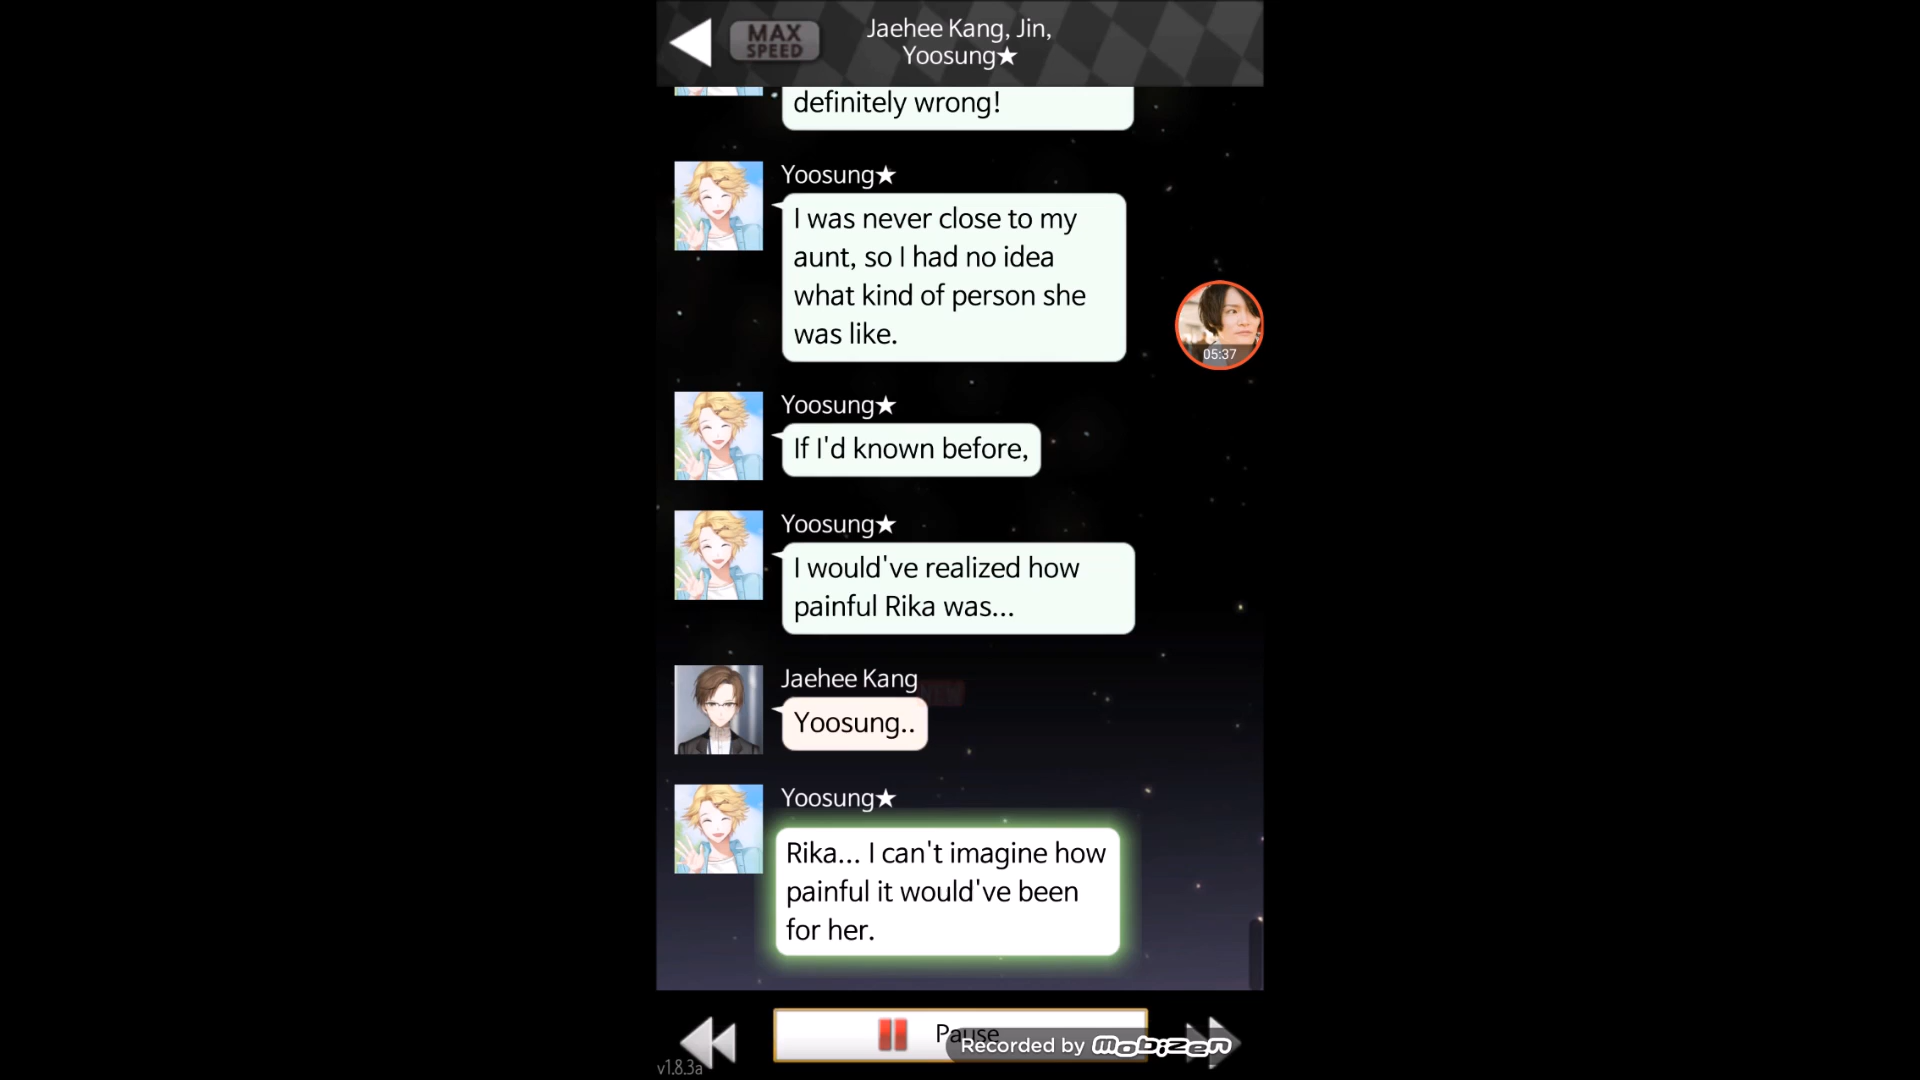 MAX
SPEED
Jaehee Kang, Jin,
Yoosung★
definitely wrong!
Yoosung★
I was never close to my
aunt, so I had no idea
what kind of person she
was like.
05:37
Yoosung★
If I'd known before,
Yoosung★
I would've realized how
painful Rika was...
Jaehee Kang
NEW
Yoosung..
Yoosung★
Rika... I can't imagine how
painful it would've been
for her.
Pause
Recorded by Mobizen
v1.8.3a